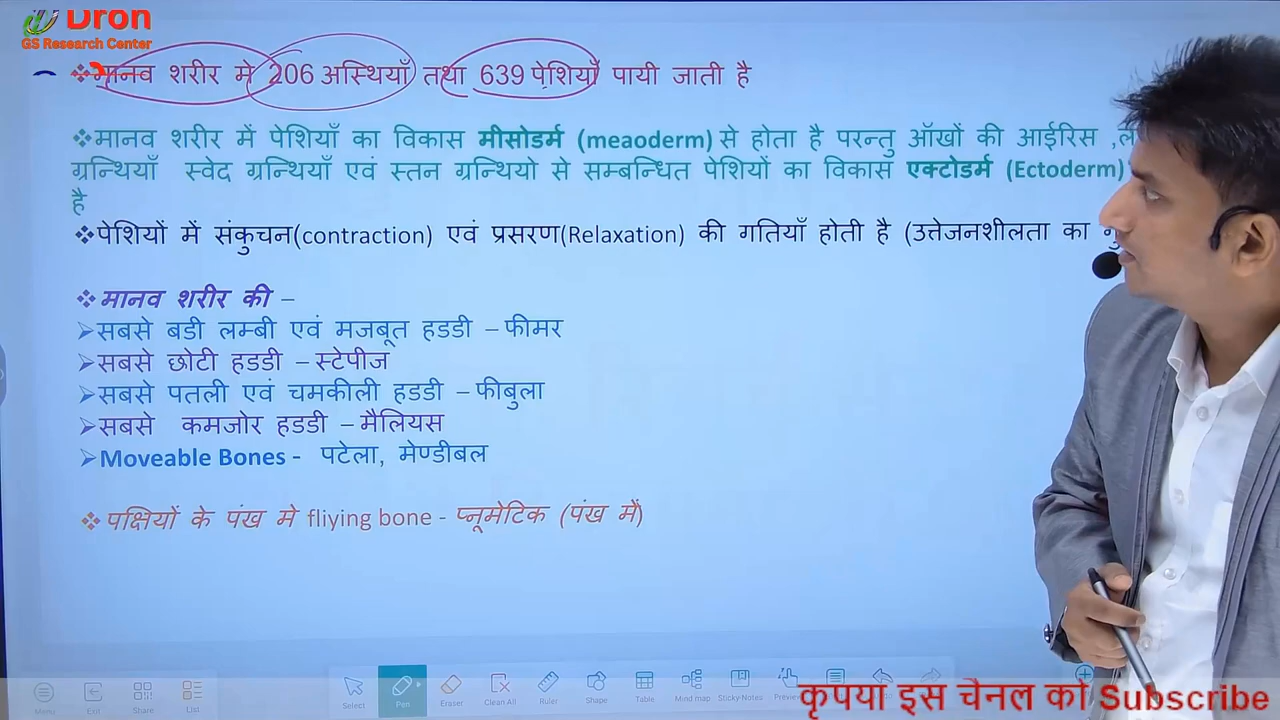 Dron
GS Research Center
❖मानव शरीर मे 206 अस्थियाँ तथा 639 पेशियाँ पायी जाती है
❖मानव शरीर में पेशियाँ का विकास मीसोडर्म (meaoderm) से होता है परन्तु ऑखों की आईरिस ,
ग्रन्थियाँ स्वेद ग्रन्थियाँ एवं स्तन ग्रन्थियो से सम्बन्धित पेशियों का विकास एक्टोडर्म (Ectoderm)
है
❖पेशियों में संकुचन(contraction) एवं प्रसरण(Relaxation) की गतियाँ होती है (उत्तेजनशीलता का
❖मानव शरीर की –
➢सबसे बडी लम्बी एवं मजबूत हडडी – फीमर
➢सबसे छोटी हडडी – स्टेपीज
➢सबसे पतली एवं चमकीली हडडी – फीबुला
➢सबसे कमजोर हडडी – मैलियस
➢Moveable Bones - पटेला, मेण्डीबल
❖पक्षियों के पंख मे fliying bone - प्नूमेटिक (पंख में)
Menu Exit Share List Select Pen Eraser Clean All Ruler Shape Table Mind map Sticky-Notes Preview
कृपया इस चैनल को Subscribe